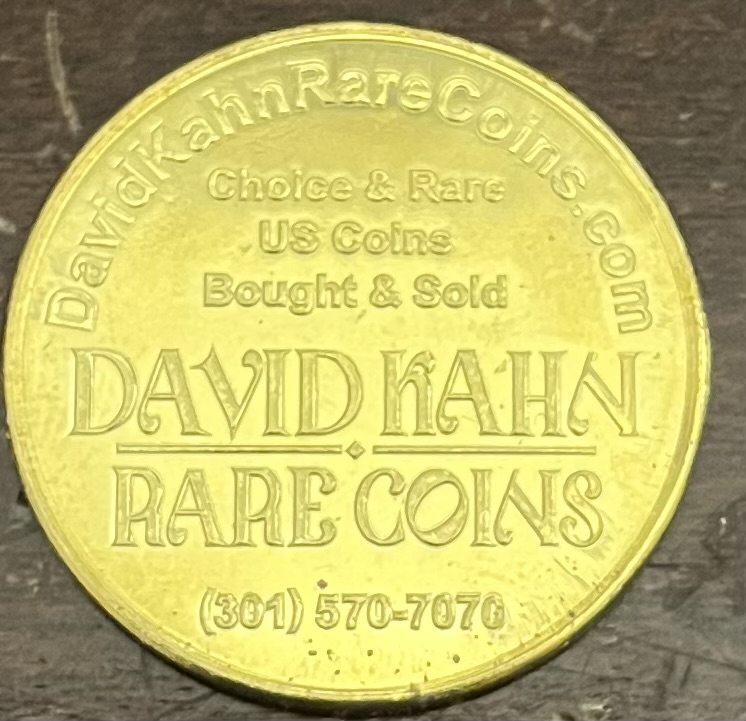 DavidKahnRareCoins.com
Choice & Rare
US Coins
Bought & Sold
DAVID KAHN
RARE COINS
(301) 570-7070